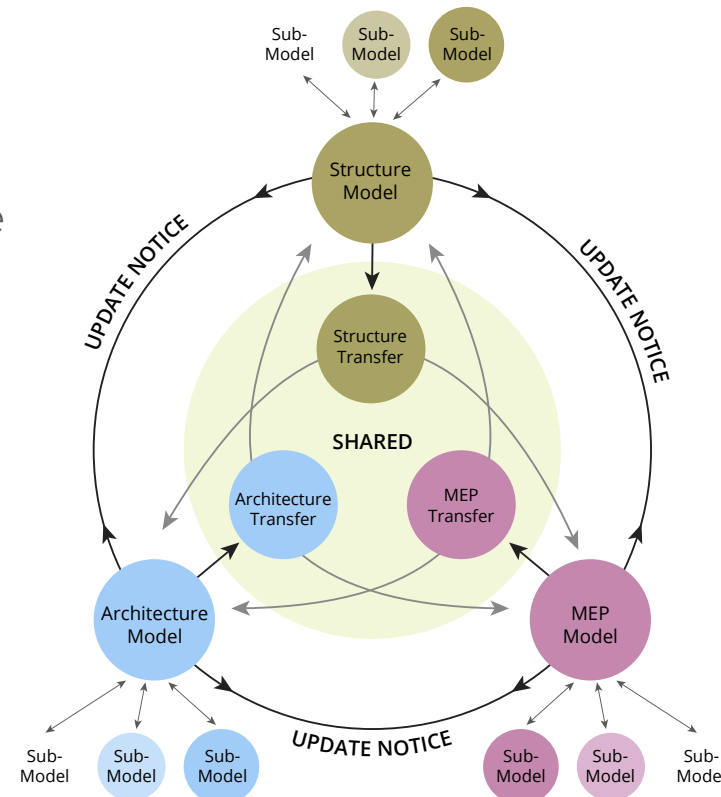 Sub-
Model
Sub-
Model
Sub-
Model
Structure
Model
e
UPDATE NOTICE
UPDATE NOTICE
Structure
Transfer
SHARED
Architecture
Transfer
MEP
Transfer
Architecture
Model
MEP
Model
UPDATE NOTICE
Sub-
Model
Sub-
Model
Sub-
Model
Sub-
Model
Sub-
Model
Sub-
Mode